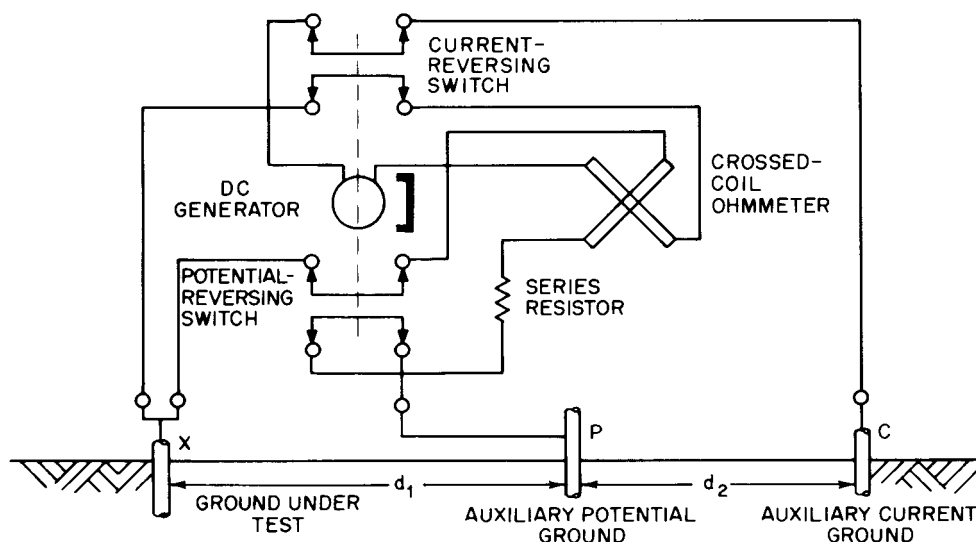 CURRENT-
REVERSING
SWITCH
DC
GENERATOR
CROSSED-
COIL
OHMMETER
POTENTIAL-
REVERSING
SWITCH
SERIES
RESISTOR
X
P
C
d₁
d₂
GROUND UNDER
TEST
AUXILIARY POTENTIAL
GROUND
AUXILIARY CURRENT
GROUND